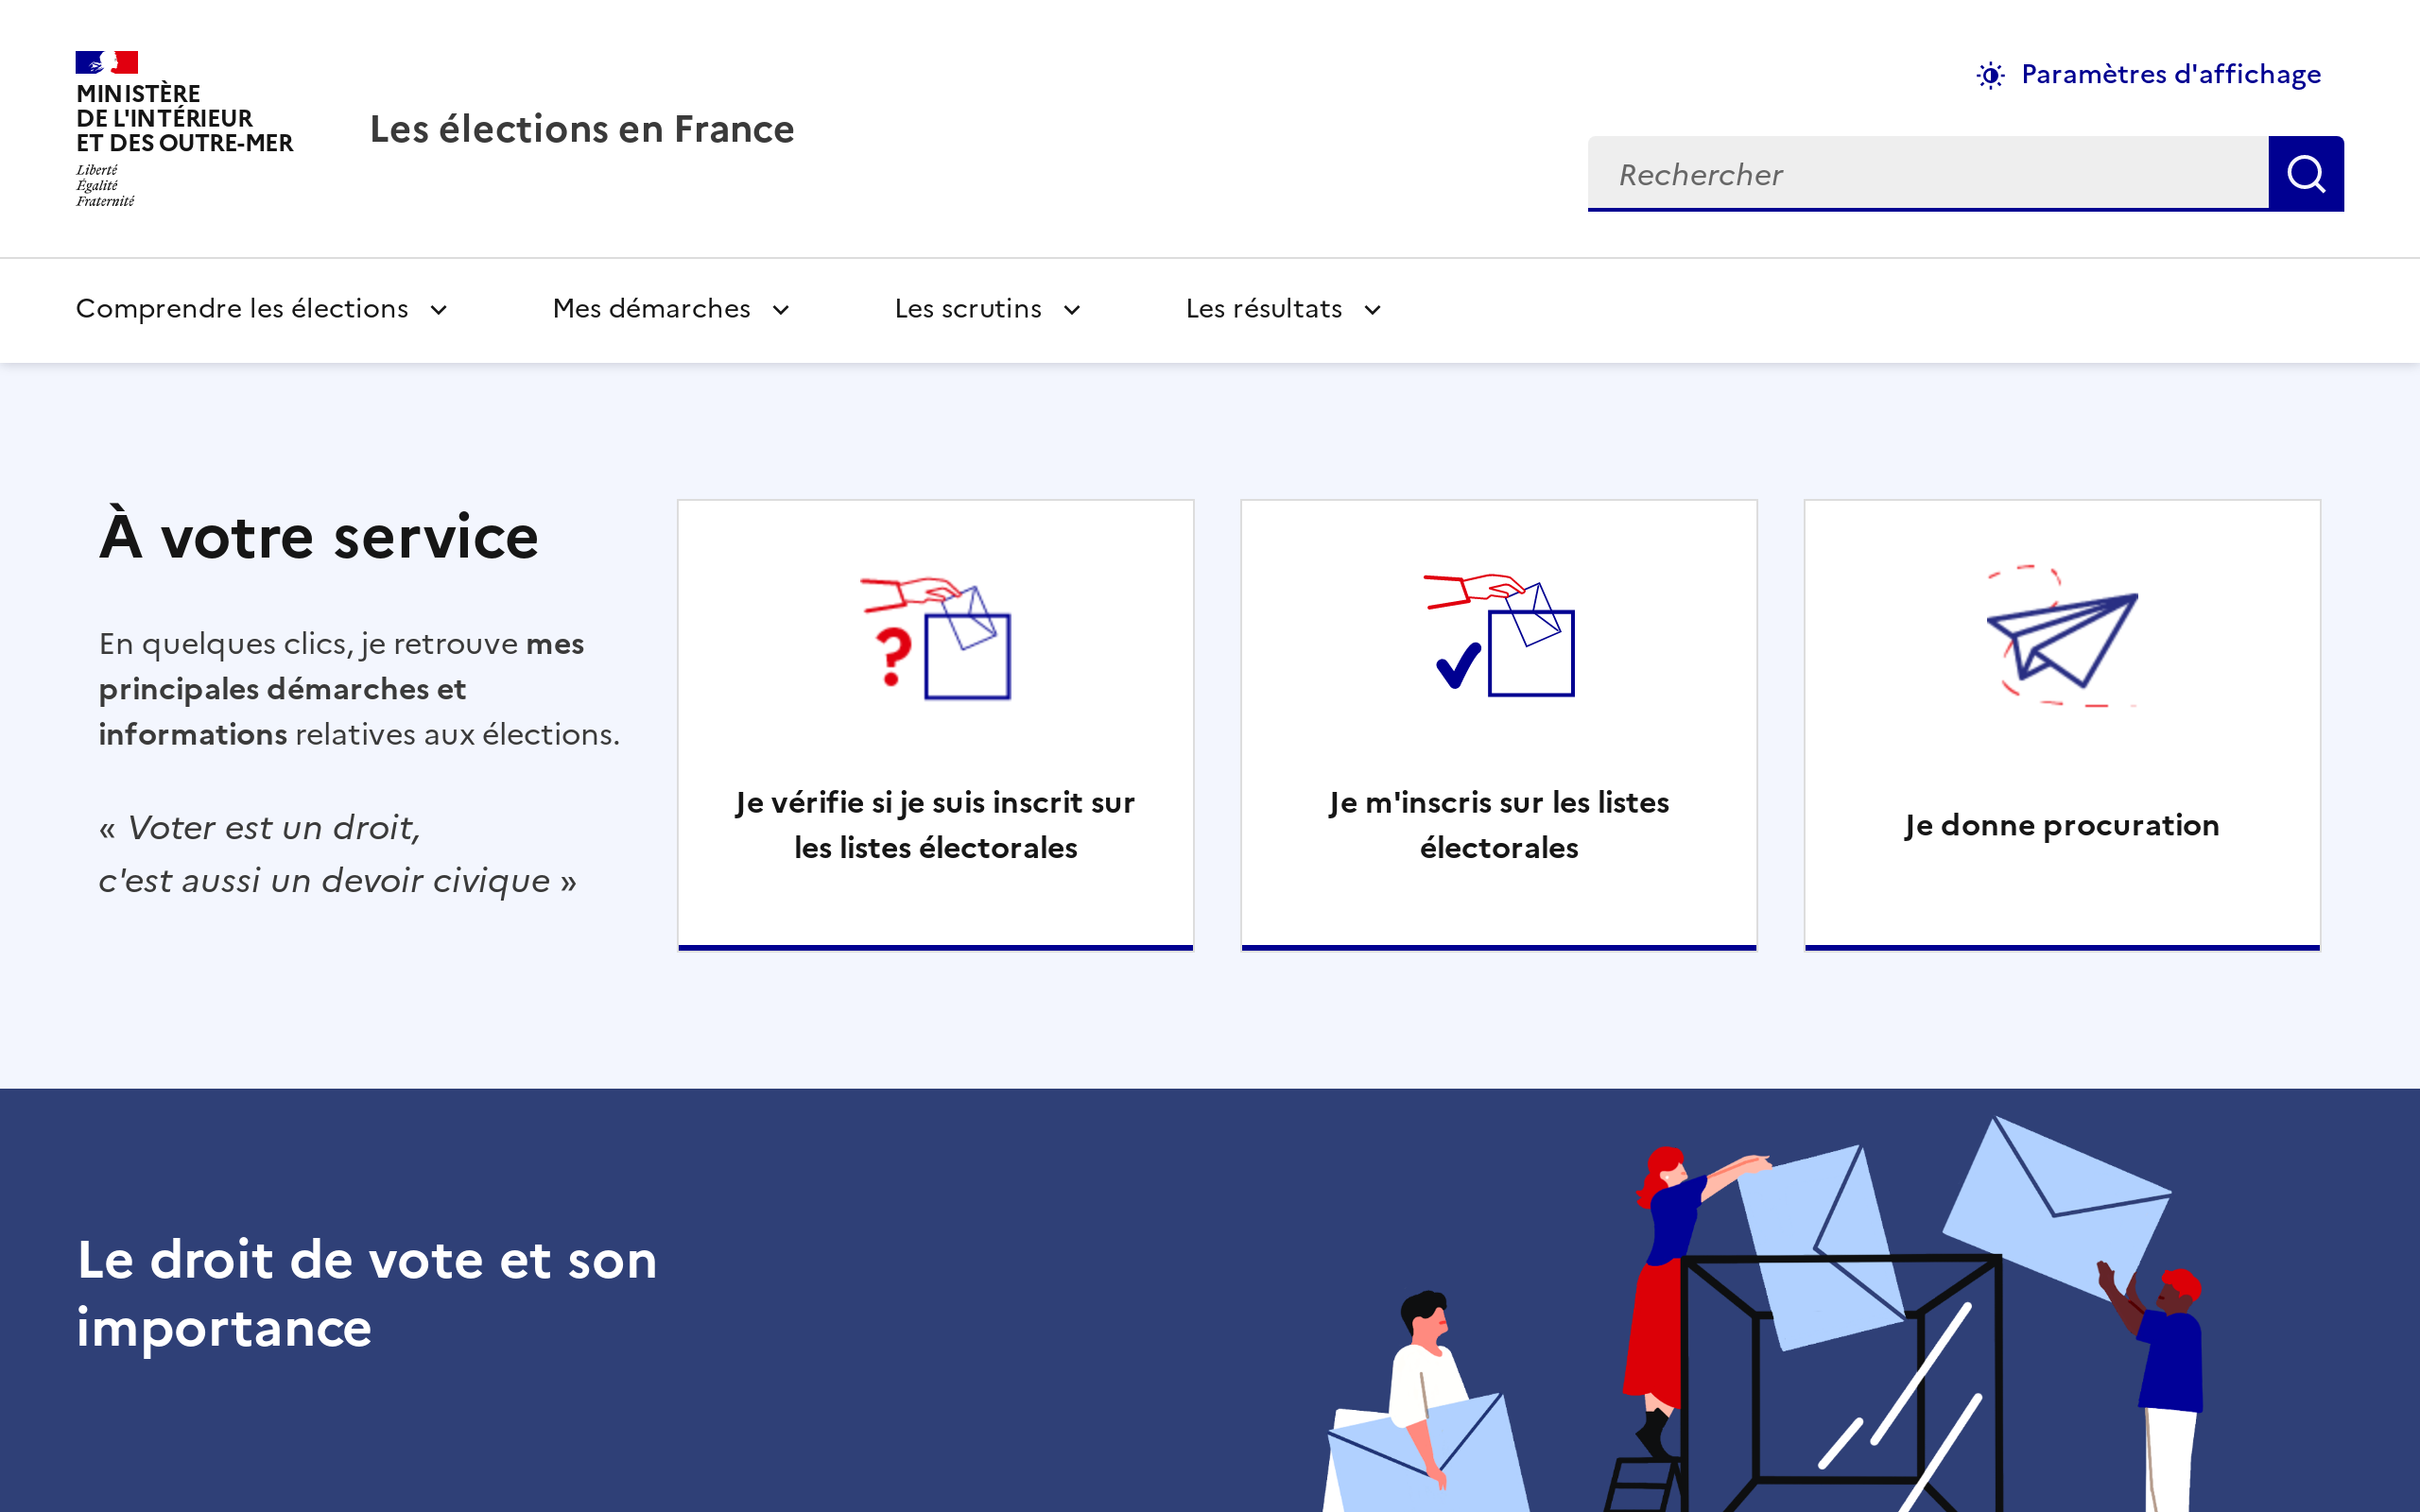 MINISTÈRE
DE L'INTÉRIEUR
ET DES OUTRE-MER
Liberté
Égalité
Fraternité
Les élections en France
Paramètres d'affichage
Rechercher
Comprendre les élections
Mes démarches
Les scrutins
Les résultats
À votre service
En quelques clics, je retrouve mes
principales démarches et
informations relatives aux élections.
« Voter est un droit,
c'est aussi un devoir civique »
Je vérifie si je suis inscrit sur
les listes électorales
Je m'inscris sur les listes
électorales
Je donne procuration
Le droit de vote et son
importance